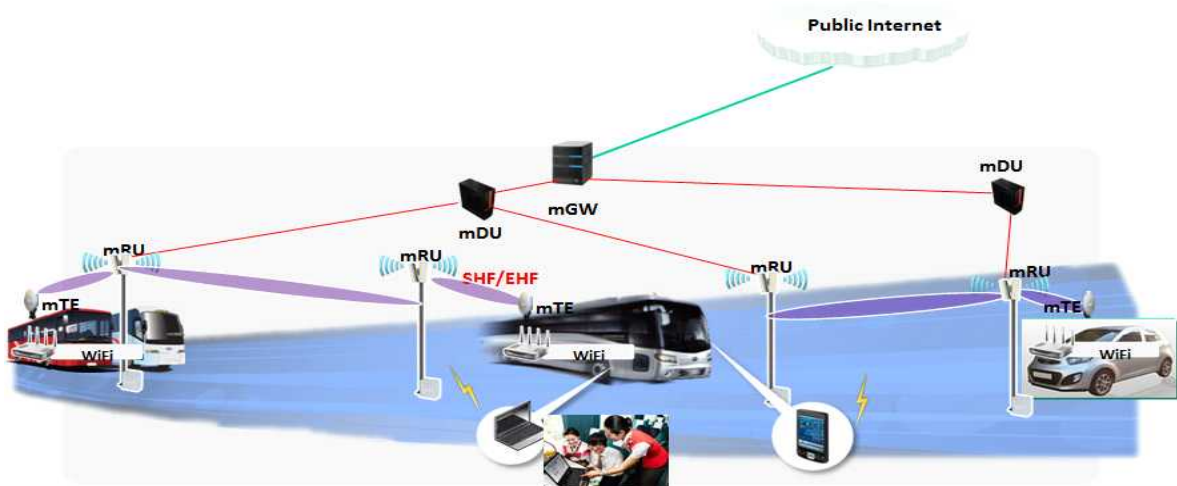 Public Internet
mDU
mGW
mDU
mRU
mRU
SHF/EHF
mRU
mRU
mTE
mTE
mTE
WiFi
WiFi
WiFi